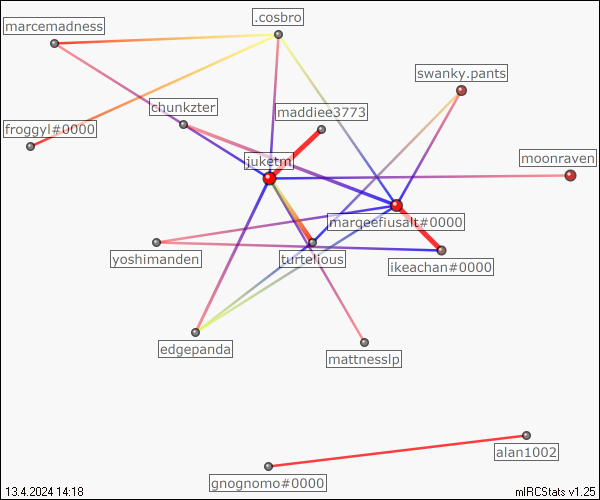 .cosbro
marcemadness
swanky.pants
chunkzter
maddiee3773
froggyl#0000
juketrn
moonraven
margeefiusalt#0000
yoshimanden
turtelious
ikeachan#0000
edgepanda
mattnesslp
alan1002
gnognomo#0000
13.4.2024 14:18
mIRCStats v1.25